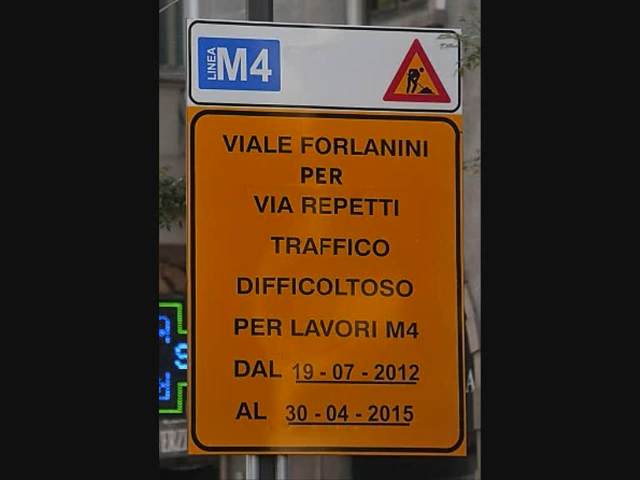 LINEA M4
VIALE FORLANINI
PER
VIA REPETTI
TRAFFICO
DIFFICOLTOSO
PER LAVORI M4
DAL 19 - 07 - 2012
AL 30 - 04 - 2015